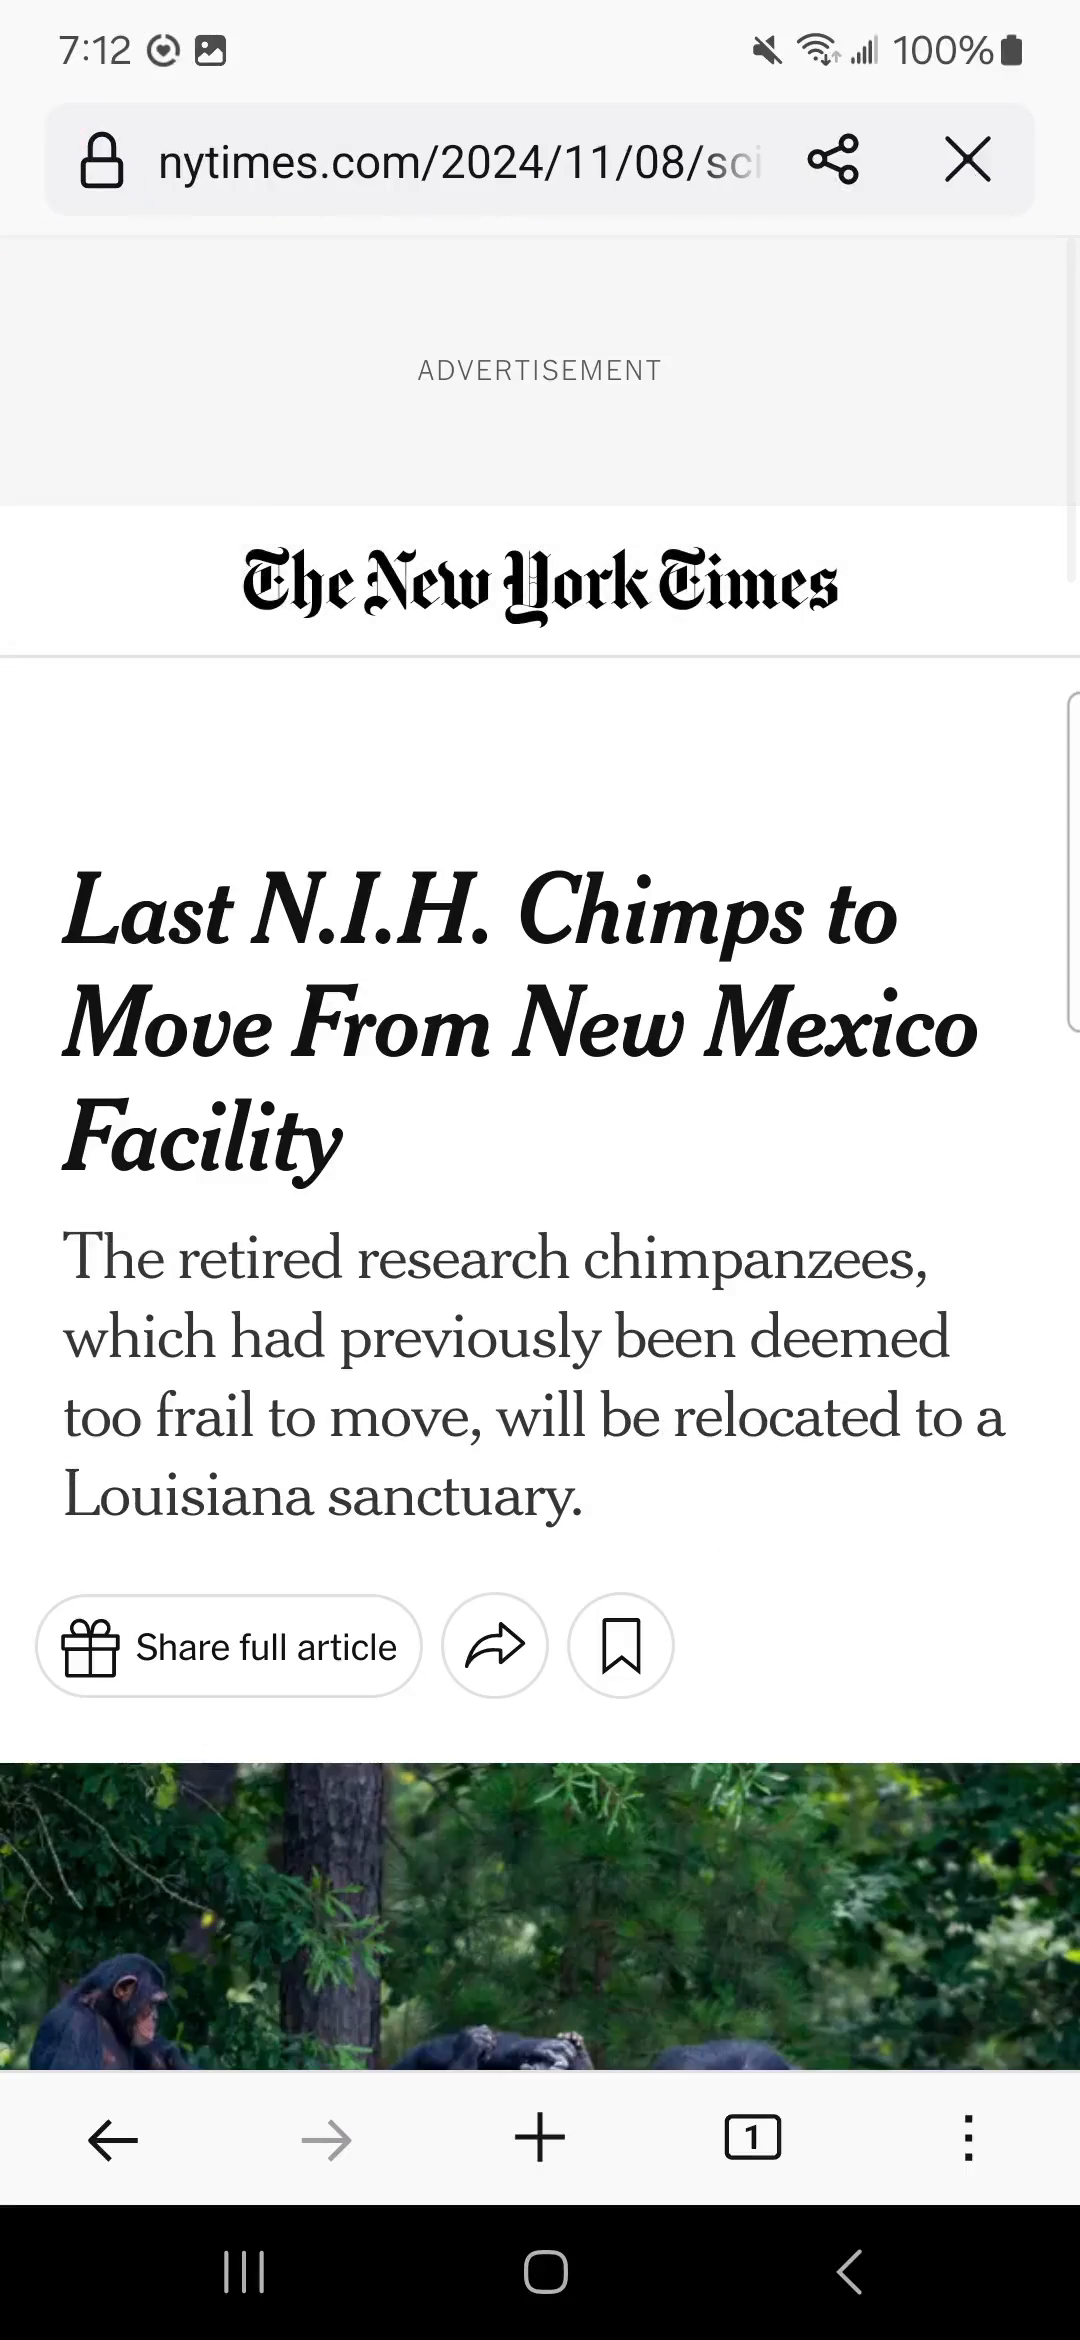 7:12 100%
nytimes.com/2024/11/08/sci
ADVERTISEMENT
The New York Times
Last N.I.H. Chimps to
Move From New Mexico
Facility
The retired research chimpanzees,
which had previously been deemed
too frail to move, will be relocated to a
Louisiana sanctuary.
Share full article
1